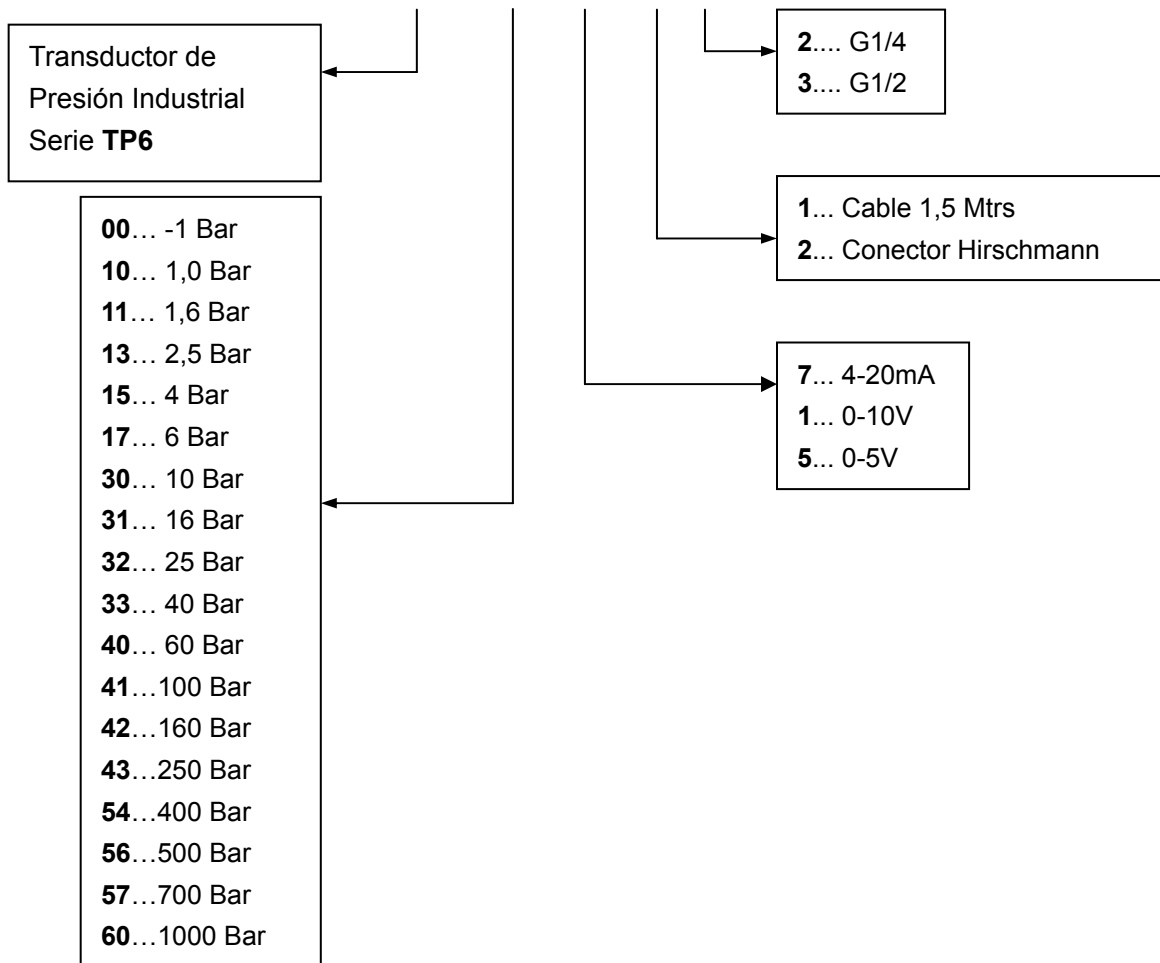 Transductor de
Presión Industrial
Serie TP6
00… -1 Bar
10… 1,0 Bar
11… 1,6 Bar
13… 2,5 Bar
15… 4 Bar
17… 6 Bar
30… 10 Bar
31… 16 Bar
32… 25 Bar
33… 40 Bar
40… 60 Bar
41…100 Bar
42…160 Bar
43…250 Bar
54…400 Bar
56…500 Bar
57…700 Bar
60…1000 Bar
2.... G1/4
3.... G1/2
1... Cable 1,5 Mtrs
2... Conector Hirschmann
7... 4-20mA
1... 0-10V
5... 0-5V